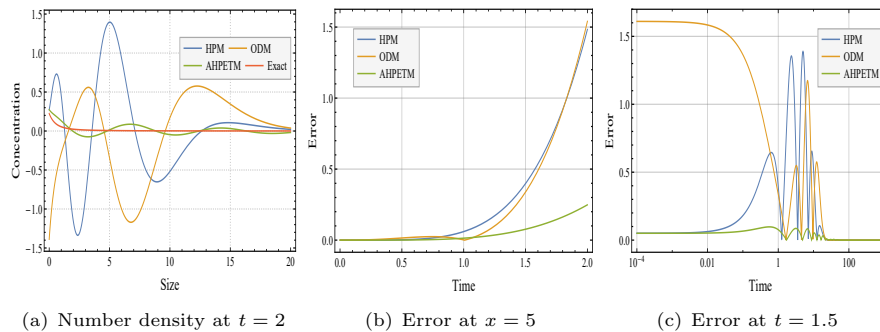 HPM ODM
AHPETM Exact
Concentration
1.5
1.0
0.5
0.0
-0.5
-1.0
-1.5
0 5 10 15 20
Size
(a) Number density at t = 2
HPM
ODM
AHPETM
Error
1.5
1.0
0.5
0.0
0.0 0.5 1.0 1.5 2.0
Time
(b) Error at x = 5
HPM
ODM
AHPETM
Error
1.5
1.0
0.5
0.0
10⁻⁴ 0.01 1 100
Time
(c) Error at t = 1.5